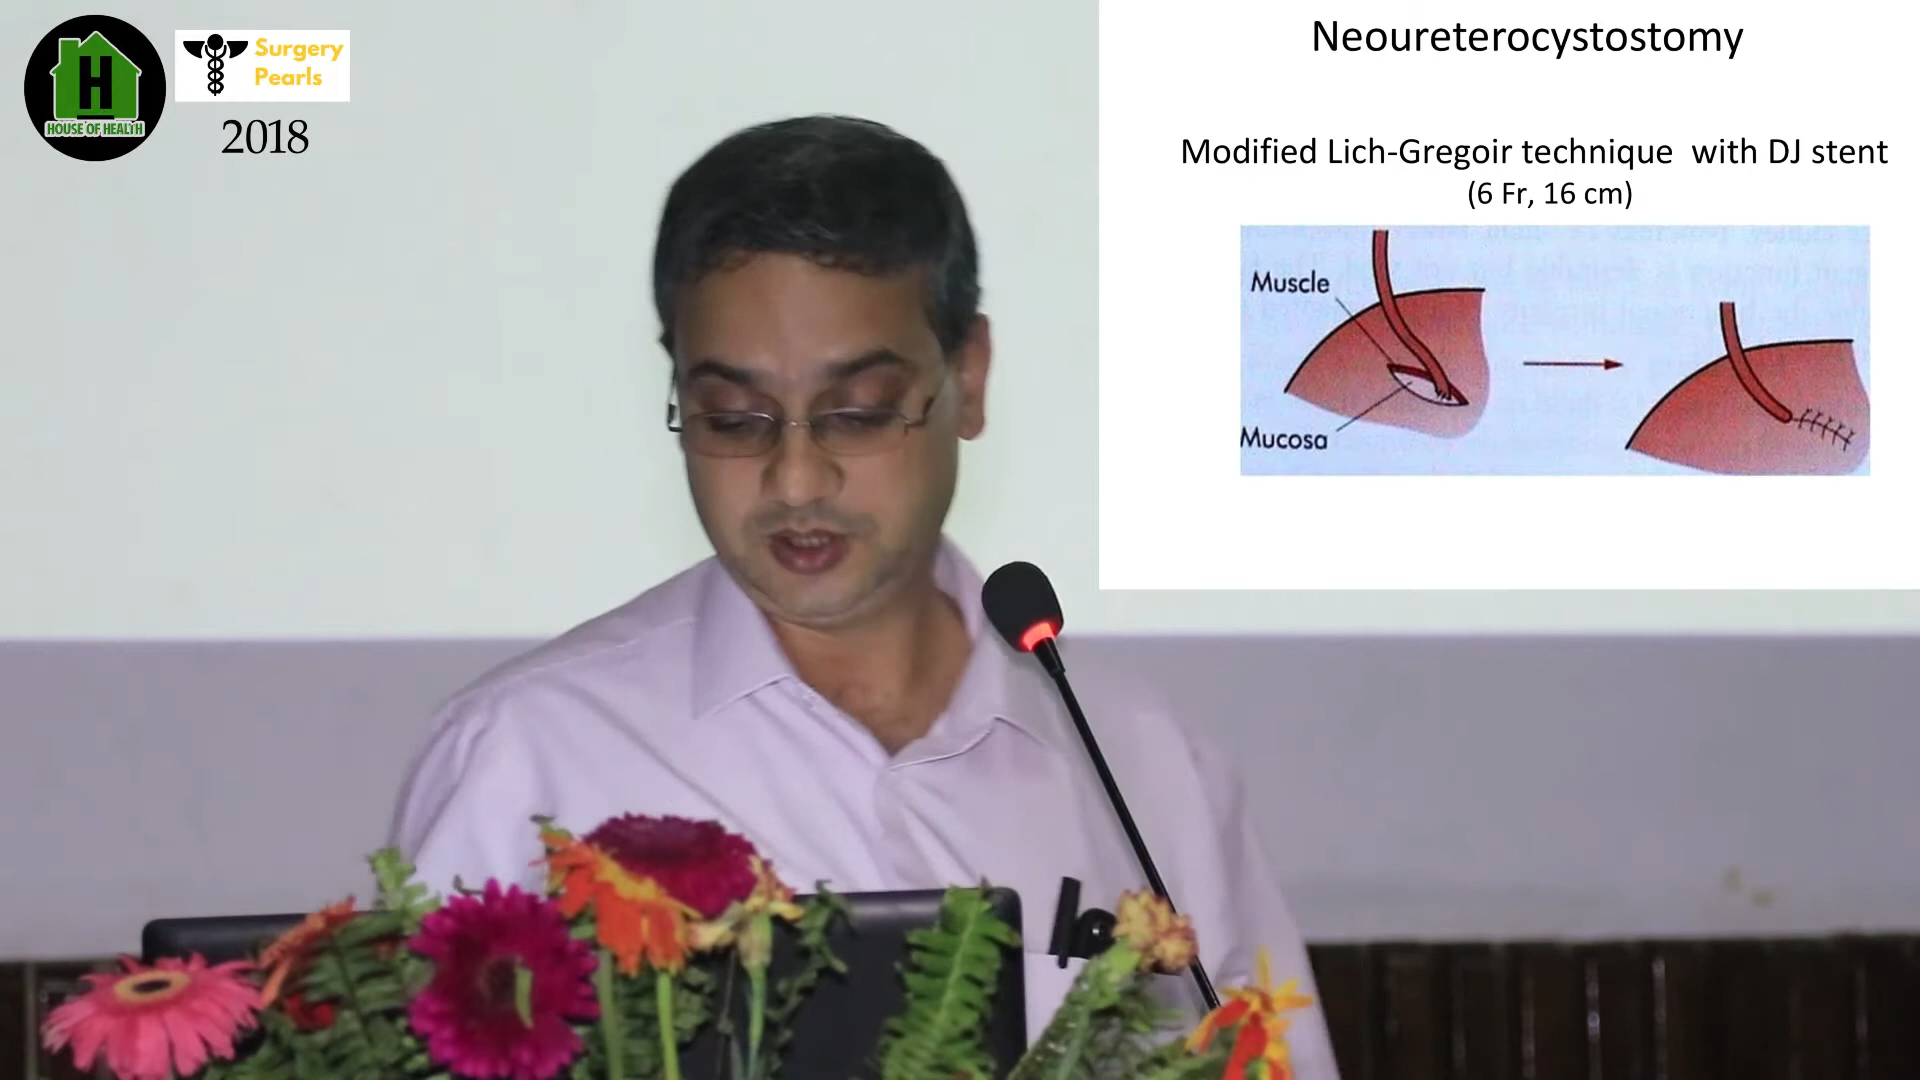 H
HOUSE OF HEALTH
Surgery
Pearls
2018
Neoureterocystostomy
Modified Lich-Gregoir technique with DJ stent
(6 Fr, 16 cm)
Muscle
Mucosa